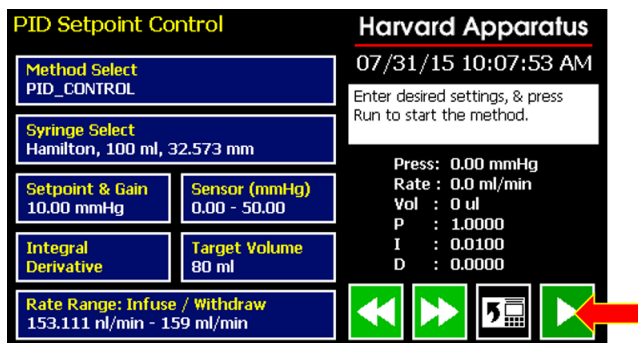 PID Setpoint Control
Method Select
PID_CONTROL
Syringe Select
Hamilton, 100 ml, 32.573 mm
Setpoint & Gain
10.00 mmHg
Sensor (mmHg)
0.00 - 50.00
Integral
Derivative
Target Volume
80 ml
Rate Range: Infuse / Withdraw
153.111 nl/min - 159 ml/min
Harvard Apparatus
07/31/15 10:07:53 AM
Enter desired settings, & press
Run to start the method.
Press: 0.00 mmHg
Rate : 0.0 ml/min
Vol : 0 ul
P : 1.0000
I : 0.0100
D : 0.0000